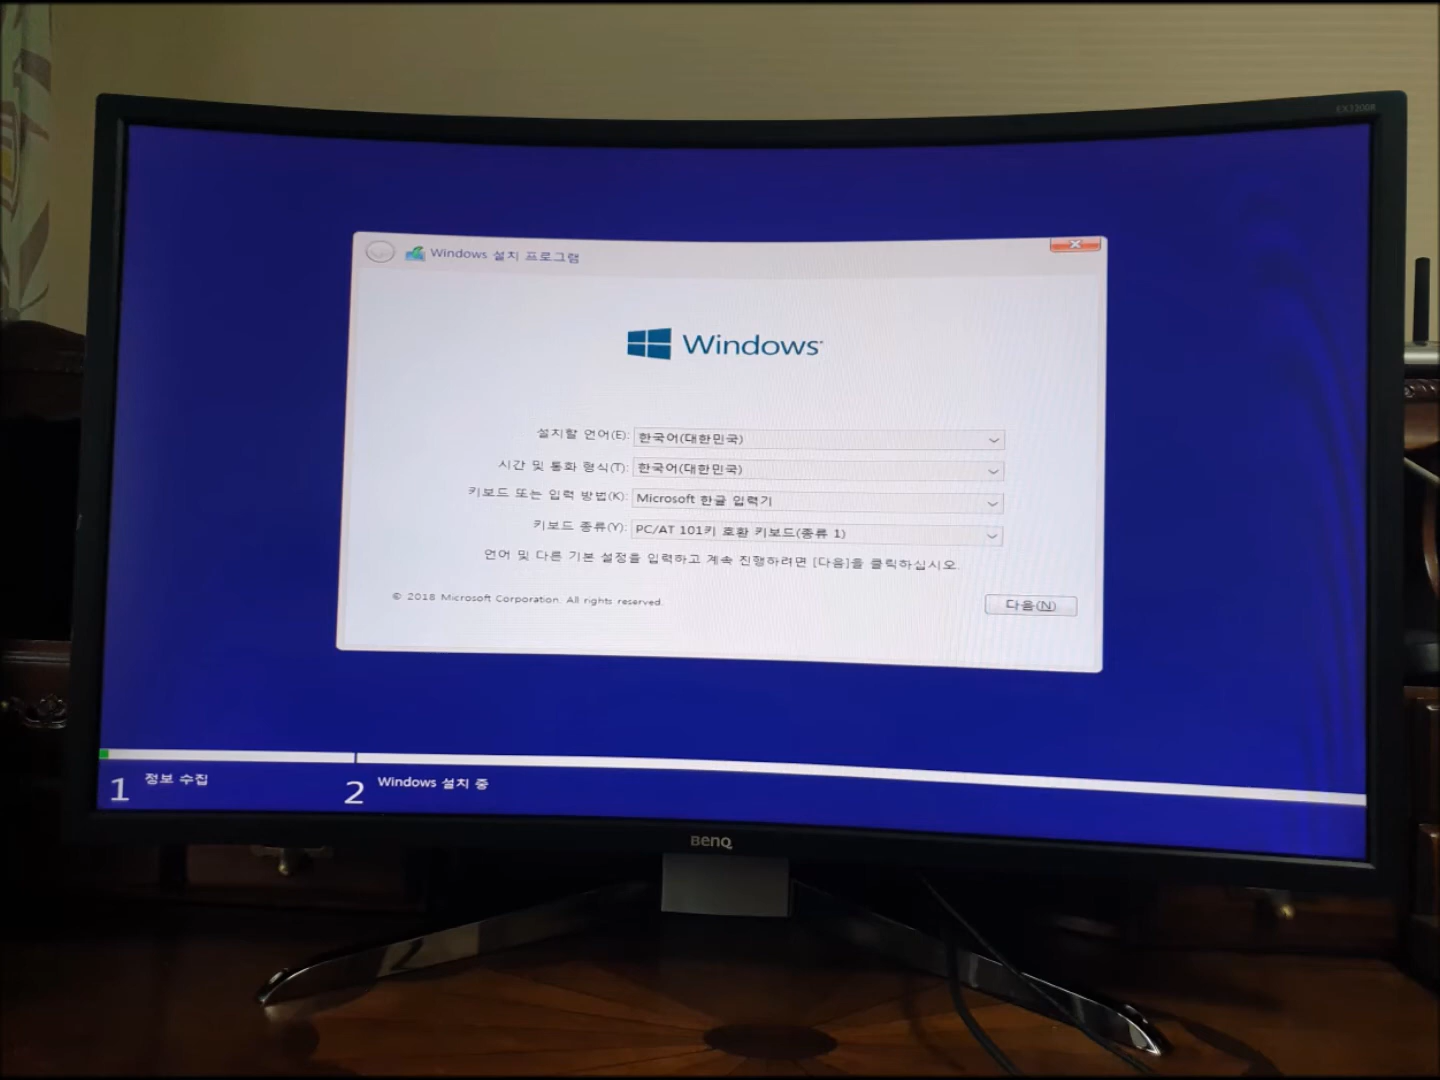 EX3200R
Windows 설치 프로그램
Windows
설치할 언어(E): 한국어(대한민국)
시간 및 통화 형식(T): 한국어(대한민국)
키보드 또는 입력 방법(K): Microsoft 한글 입력기
키보드 종류(Y): PC/AT 101키 호환 키보드(종류 1)
언어 및 다른 기본 설정을 입력하고 계속 진행하려면 [다음]을 클릭하십시오.
© 2018 Microsoft Corporation. All rights reserved.
다음(N)
1 정보 수집
2 Windows 설치 중
BenQ